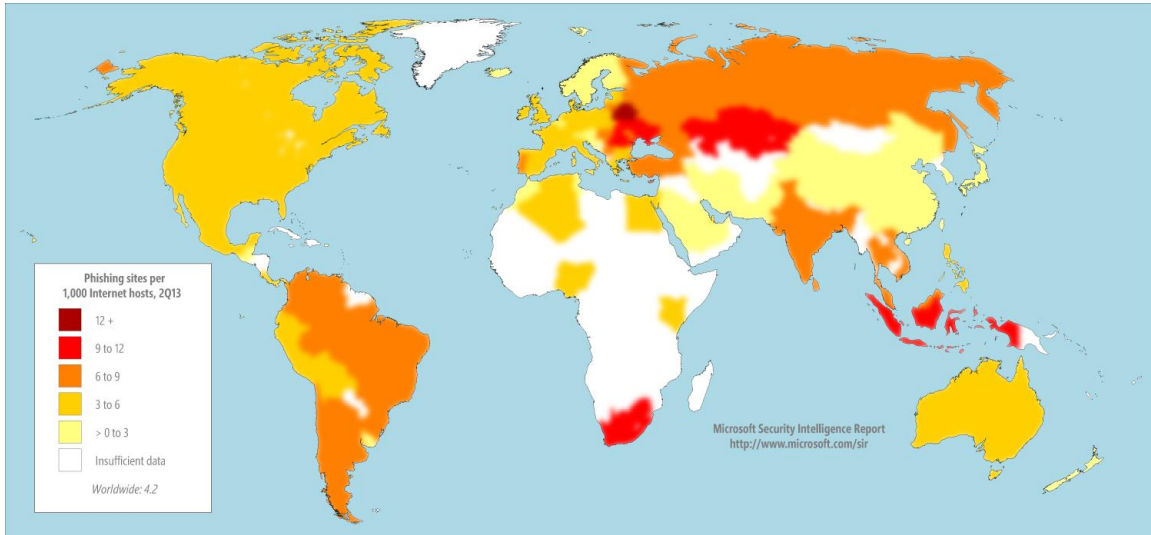 Phishing sites per
1,000 Internet hosts, 2Q13
12 +
9 to 12
6 to 9
3 to 6
> 0 to 3
Insufficient data
Worldwide: 4.2
Microsoft Security Intelligence Report
http://www.microsoft.com/sir